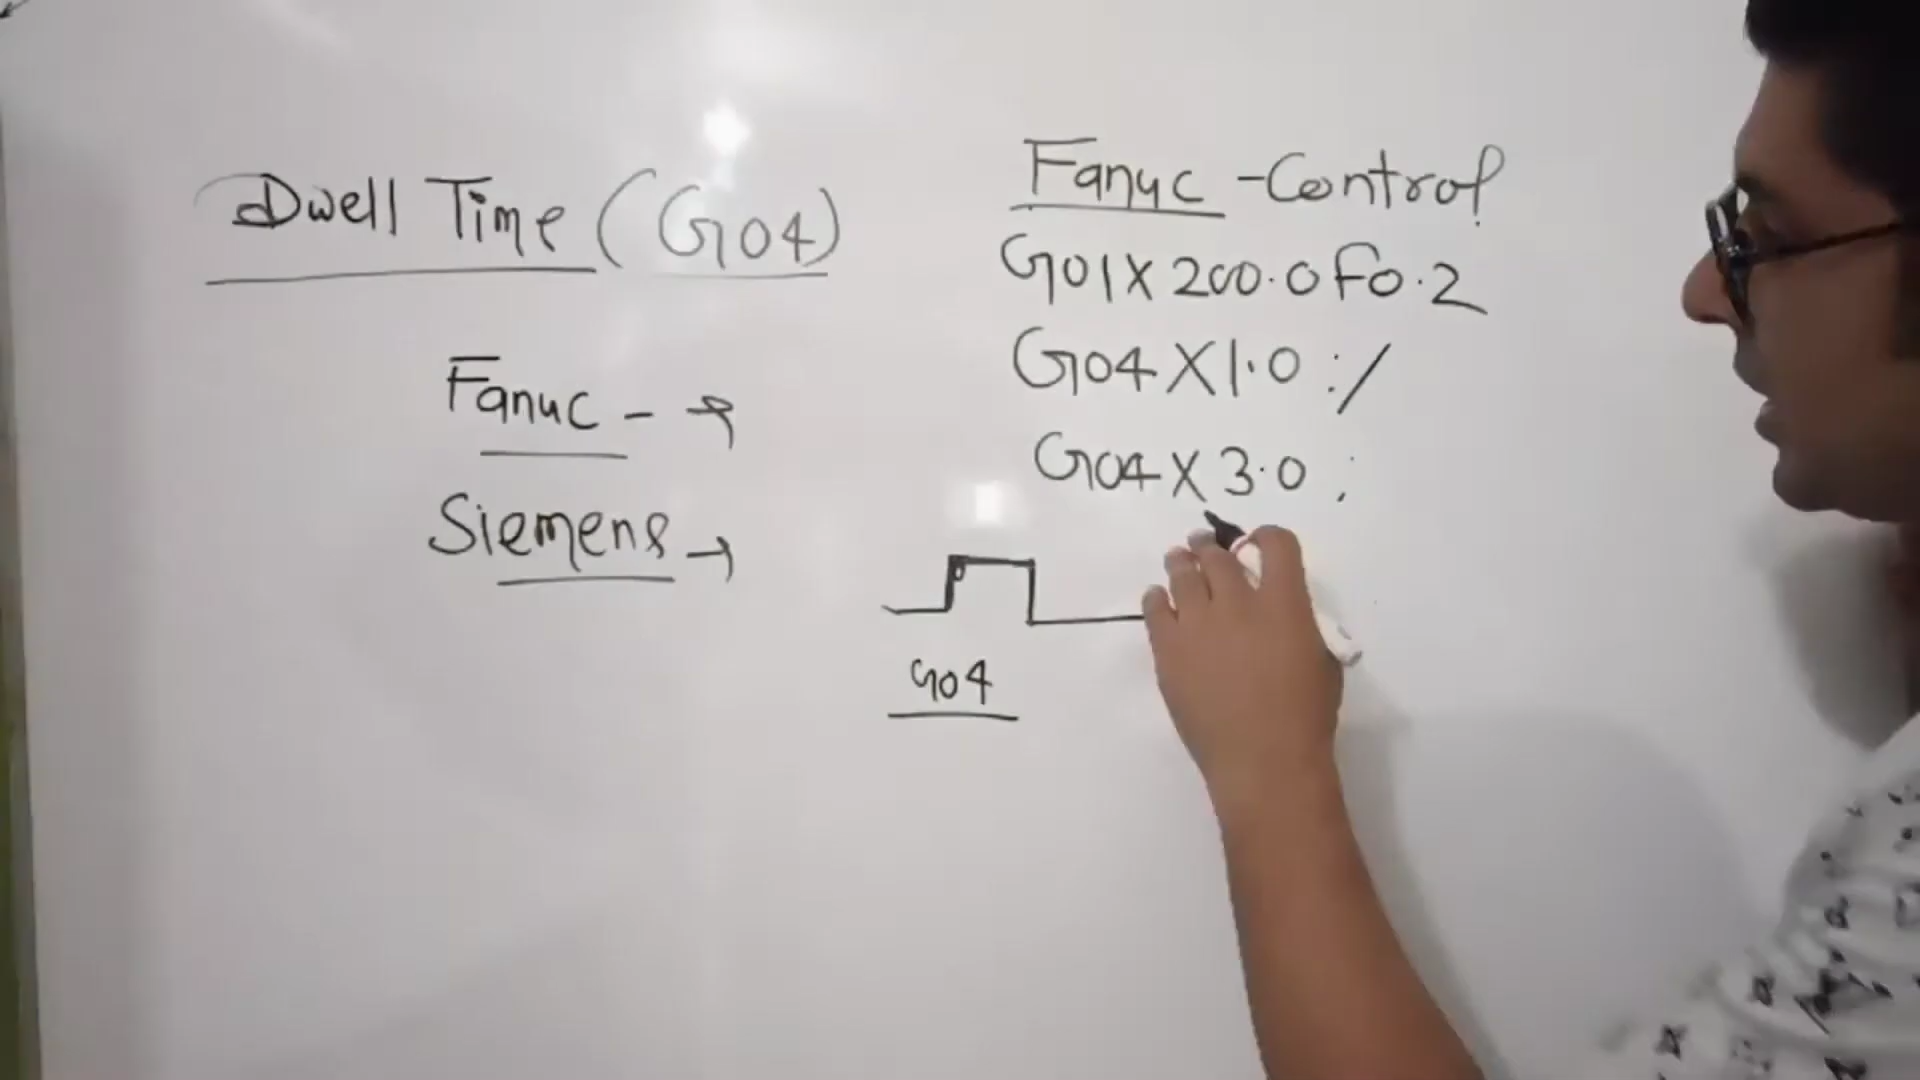 Dwell Time (G04)
Fanuc - →
Siemens →
Fanuc - Control
G01 X 200.0 F0.2
G04 X 1.0 ; /
G04 X 3.0 ;
G04